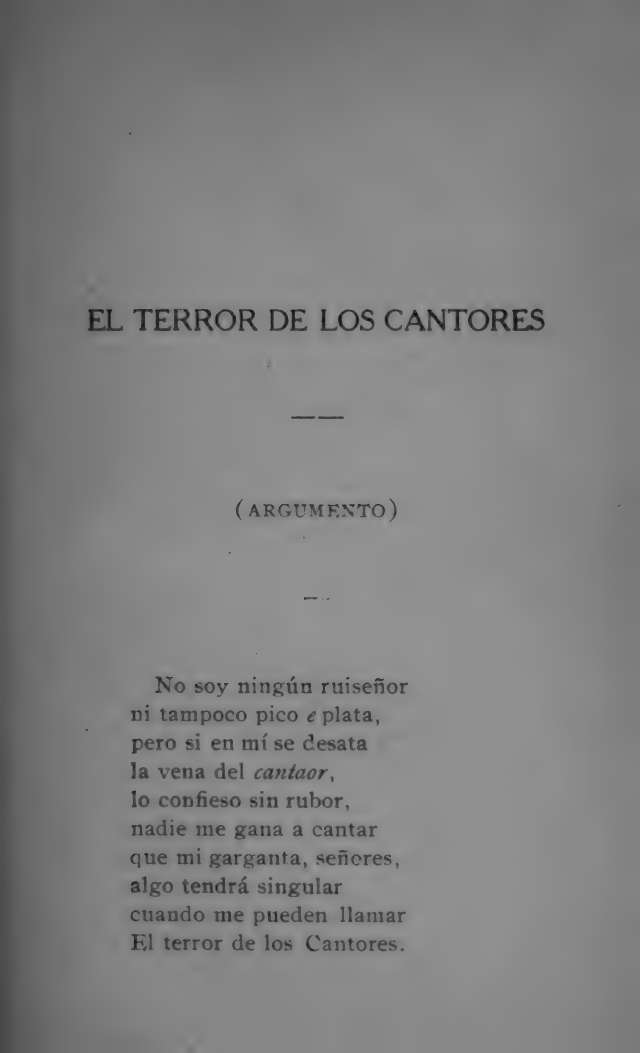 EL TERROR DE LOS CANTORES
(ARGUMENTO)
No soy ningún ruiseñor
ni tampoco pico e plata,
pero si en mí se desata
la vena del cantaor,
lo confieso sin rubor,
nadie me gana a cantar
que mi garganta, señores,
algo tendrá singular
cuando me pueden llamar
El terror de los Cantores.